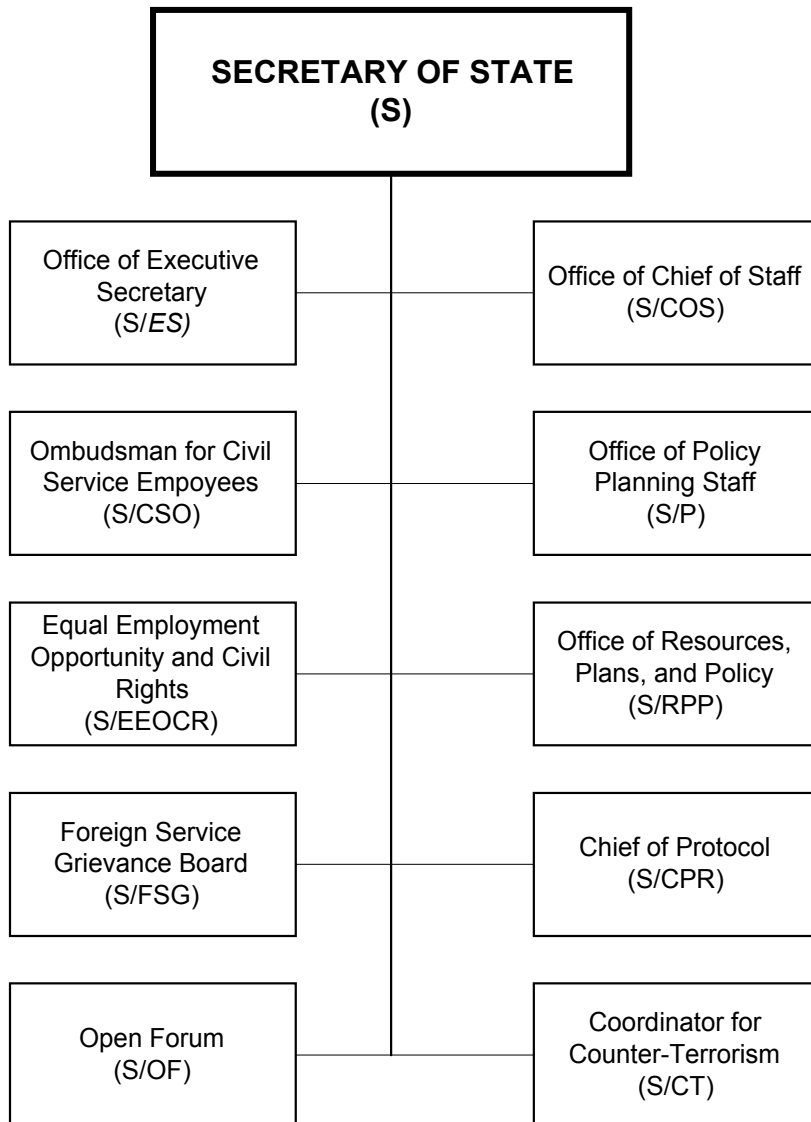 SECRETARY OF STATE
(S)
Office of Executive
Secretary
(S/ES)
Office of Chief of Staff
(S/COS)
Ombudsman for Civil
Service Empoyees
(S/CSO)
Office of Policy
Planning Staff
(S/P)
Equal Employment
Opportunity and Civil
Rights
(S/EEOCR)
Office of Resources,
Plans, and Policy
(S/RPP)
Foreign Service
Grievance Board
(S/FSG)
Chief of Protocol
(S/CPR)
Open Forum
(S/OF)
Coordinator for
Counter-Terrorism
(S/CT)